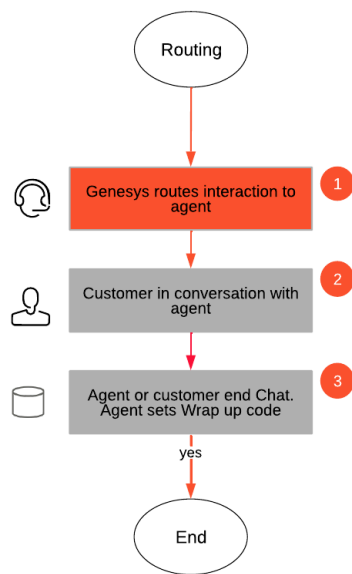 Routing
1
Genesys routes interaction to
agent
2
Customer in conversation with
agent
3
Agent or customer end Chat.
Agent sets Wrap up code
yes
End